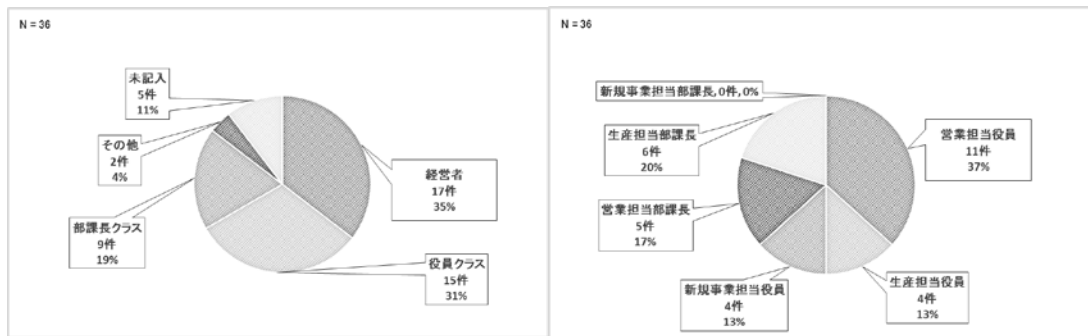 N = 36
未記入
5件
11%
その他
2件
4%
部課長クラス
9件
19%
経営者
17件
35%
役員クラス
15件
31%
N = 36
新規事業担当部課長,0件,0%
生産担当部課長
6件
20%
営業担当部課長
5件
17%
新規事業担当役員
4件
13%
営業担当役員
11件
37%
生産担当役員
4件
13%